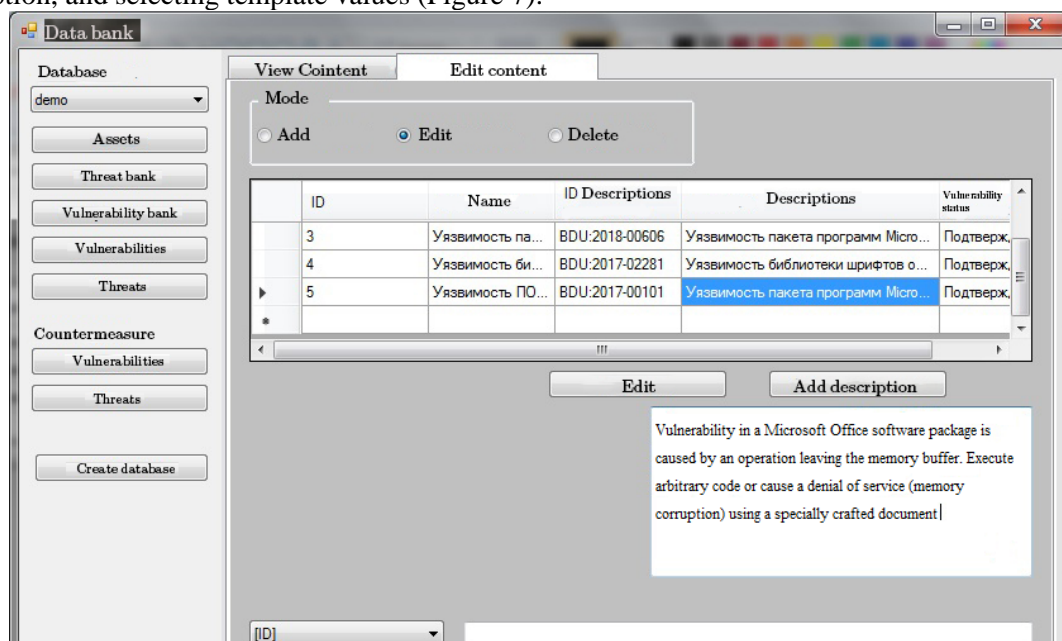 ption, and selecting template values (Figure 7).
Data bank
Database
demo
Assets
Threat bank
Vulnerability bank
Vulnerabilities
Threats
Countermeasure
Vulnerabilities
Threats
Create database
View Cointent
Edit content
Mode
Add Edit Delete
ID Name ID Descriptions Descriptions Vulnerability status
3 Уязвимость па... BDU:2018-00606 Уязвимость пакета программ Micro... Подтверж,
4 Уязвимость би... BDU:2017-02281 Уязвимость библиотеки шрифтов о... Подтверж,
5 Уязвимость ПО... BDU:2017-00101 Уязвимость пакета программ Micro... Подтверж,
Edit Add description
Vulnerability in a Microsoft Office software package is
caused by an operation leaving the memory buffer. Execute
arbitrary code or cause a denial of service (memory
corruption) using a specially crafted document
[ID]